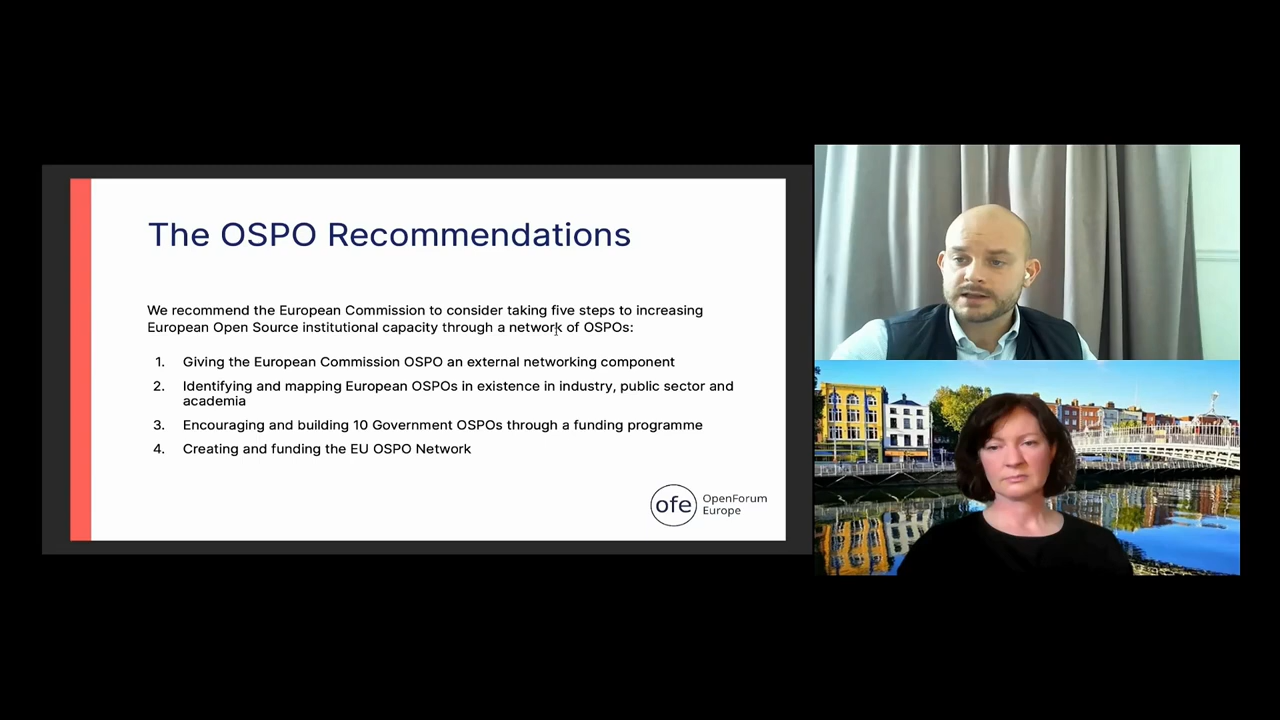 The OSPO Recommendations
We recommend the European Commission to consider taking five steps to increasing
European Open Source institutional capacity through a network of OSPOs:
1. Giving the European Commission OSPO an external networking component
2. Identifying and mapping European OSPOs in existence in industry, public sector and
academia
3. Encouraging and building 10 Government OSPOs through a funding programme
4. Creating and funding the EU OSPO Network
ofe OpenForum
Europe